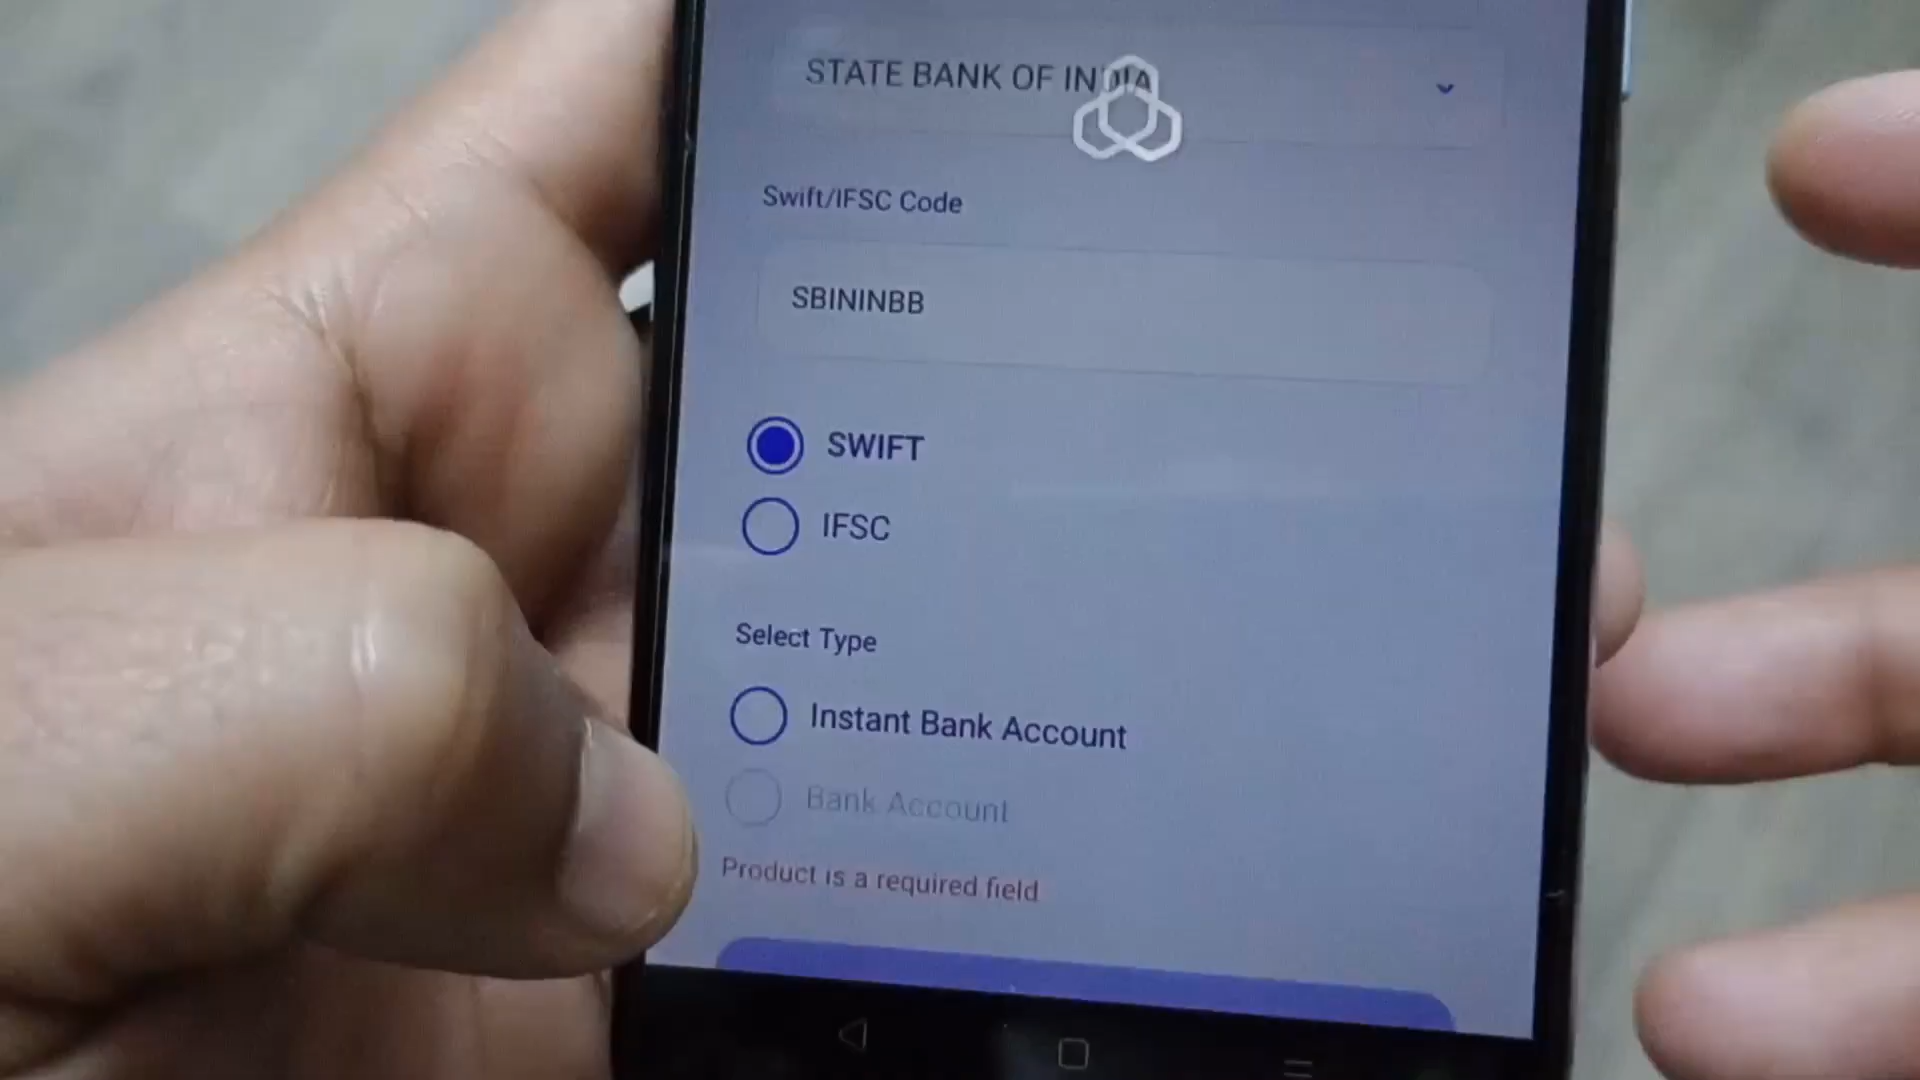 STATE BANK OF INDIA
Swift/IFSC Code
SBININBB
SWIFT
IFSC
Select Type
Instant Bank Account
Bank Account
Product is a required field